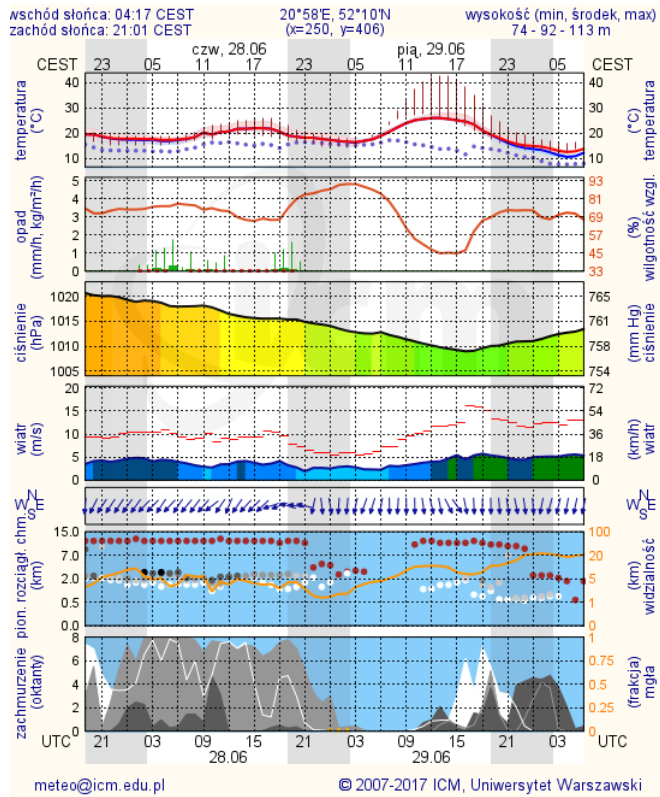 wschód słońca: 04:17 CEST 20°58'E, 52°10'N wysokość (min, środek, max)
zachód słońca: 21:01 CEST (x=250, y=406) 74 - 92 - 113 m
czw, 28.06 pią, 29.06
CEST 23 05 11 17 23 05 11 17 23 05 CEST
temperatura (°C)
40 30 20 10
40 30 20 10
temperatura (°C)
opad (mm/h, kg/m²/h)
5 4 3 2 1 0
93 81 69 57 45 33
(%) wilgotność wzgl.
ciśnienie (hPa)
1020 1015 1010 1005
765 761 758 754
(mm Hg) ciśnienie
wiatr (m/s)
20 15 10 5 0
72 54 36 18 0
(km/h) wiatr
N W E S
N W E S
pion. rozciągł. chm. (km)
15.0 7.0 2.0 0.5 0.0
100 20 5 1 0
(km) widzialność
zachmurzenie (oktanty)
8 6 4 2 0
1 0.75 0.5 0.25 0
(frakcja) mgła
UTC 21 03 09 15 21 03 09 15 21 03 UTC
28.06 29.06
meteo@icm.edu.pl © 2007-2017 ICM, Uniwersytet Warszawski